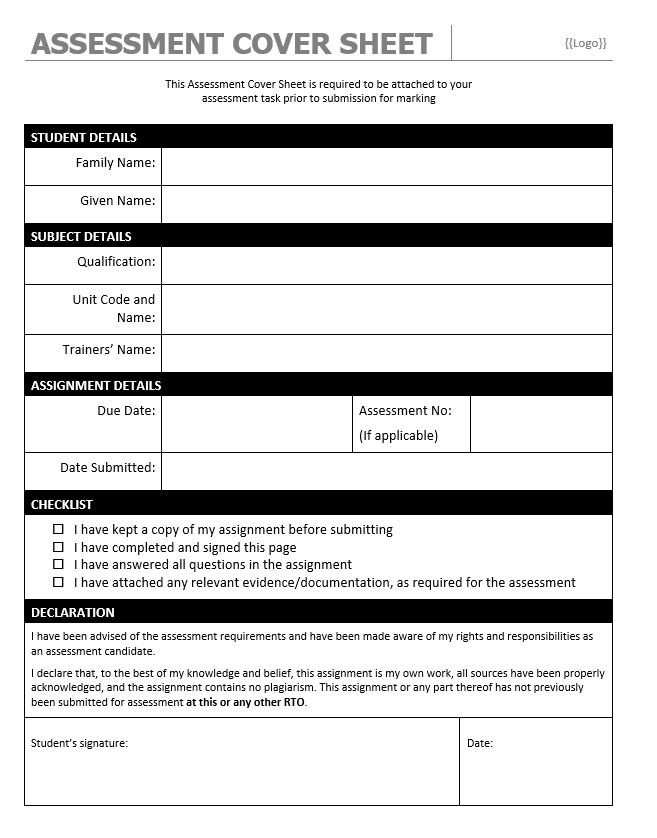 ASSESSMENT COVER SHEET
{{Logo}}
This Assessment Cover Sheet is required to be attached to your
assessment task prior to submission for marking
STUDENT DETAILS
Family Name:
Given Name:
SUBJECT DETAILS
Qualification:
Unit Code and
Name:
Trainers’ Name:
ASSIGNMENT DETAILS
Due Date:
Assessment No:
(If applicable)
Date Submitted:
CHECKLIST
☐ I have kept a copy of my assignment before submitting
☐ I have completed and signed this page
☐ I have answered all questions in the assignment
☐ I have attached any relevant evidence/documentation, as required for the assessment
DECLARATION
I have been advised of the assessment requirements and have been made aware of my rights and responsibilities as
an assessment candidate.
I declare that, to the best of my knowledge and belief, this assignment is my own work, all sources have been properly
acknowledged, and the assignment contains no plagiarism. This assignment or any part thereof has not previously
been submitted for assessment at this or any other RTO.
Student’s signature:
Date: